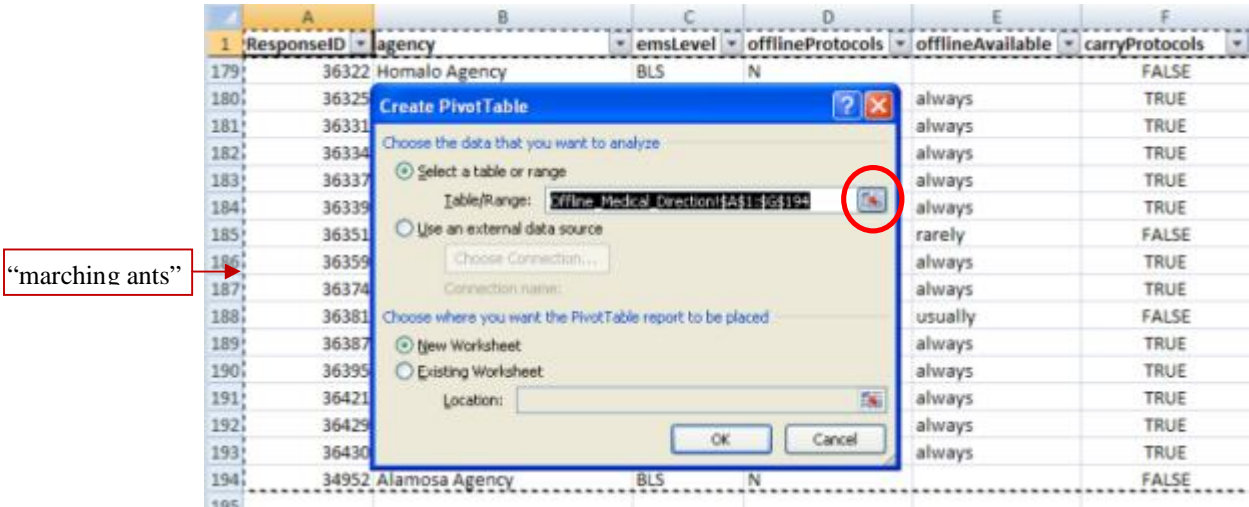 A B C D E F
1 ResponseID agency emsLevel offlineProtocols offlineAvailable carryProtocols
179 36322 Homalo Agency BLS N FALSE
180 36325 always TRUE
181 36331 always TRUE
182 36334 always TRUE
183 36337 always TRUE
184 36339 always TRUE
185 36351 rarely FALSE
186 36359 always TRUE
187 36374 always TRUE
188 36381 usually FALSE
189 36387 always TRUE
190 36395 always TRUE
191 36421 always TRUE
192 36429 always TRUE
193 36430 always TRUE
194 34952 Alamosa Agency BLS N FALSE
195
Create PivotTable
Choose the data that you want to analyze
Select a table or range
Table/Range: Offline_Medical_Direction!$A$1:$G$194
Use an external data source
Choose Connection...
Connection name:
Choose where you want the PivotTable report to be placed
New Worksheet
Existing Worksheet
Location:
OK Cancel
“marching ants”